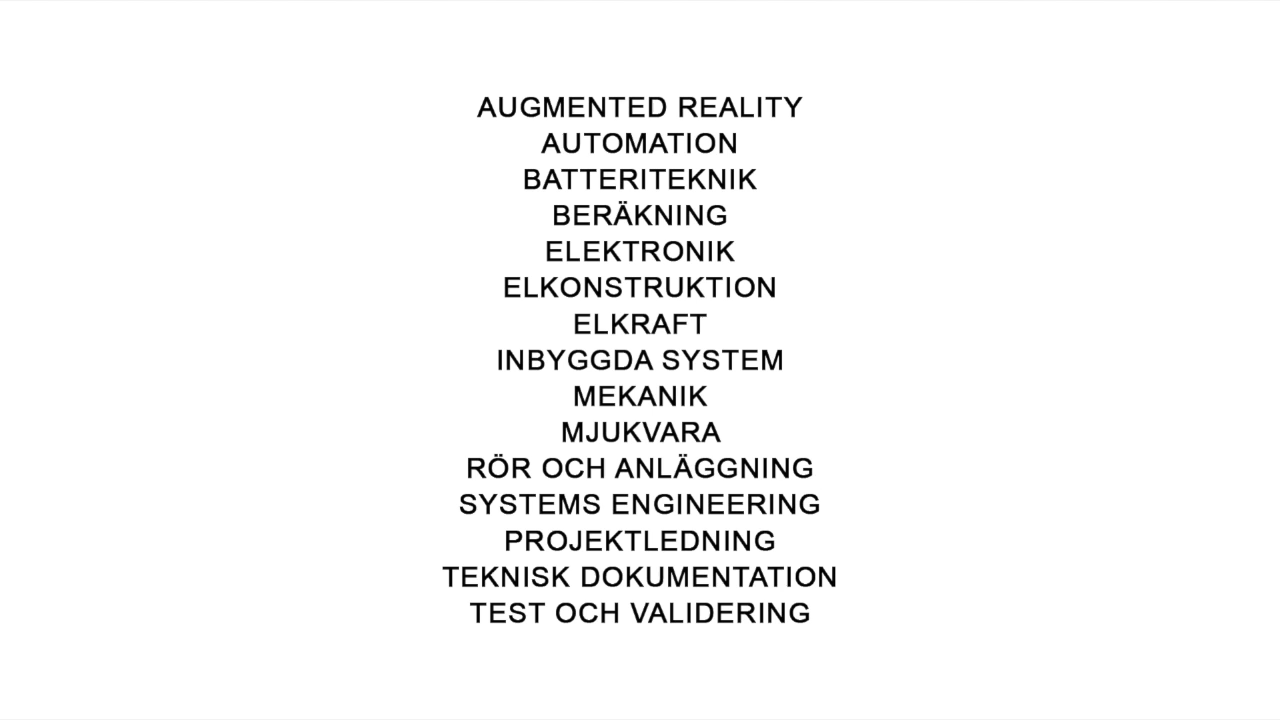 AUGMENTED REALITY
AUTOMATION
BATTERITEKNIK
BERÄKNING
ELEKTRONIK
ELKONSTRUKTION
ELKRAFT
INBYGGDA SYSTEM
MEKANIK
MJUKVARA
RÖR OCH ANLÄGGNING
SYSTEMS ENGINEERING
PROJEKTLEDNING
TEKNISK DOKUMENTATION
TEST OCH VALIDERING